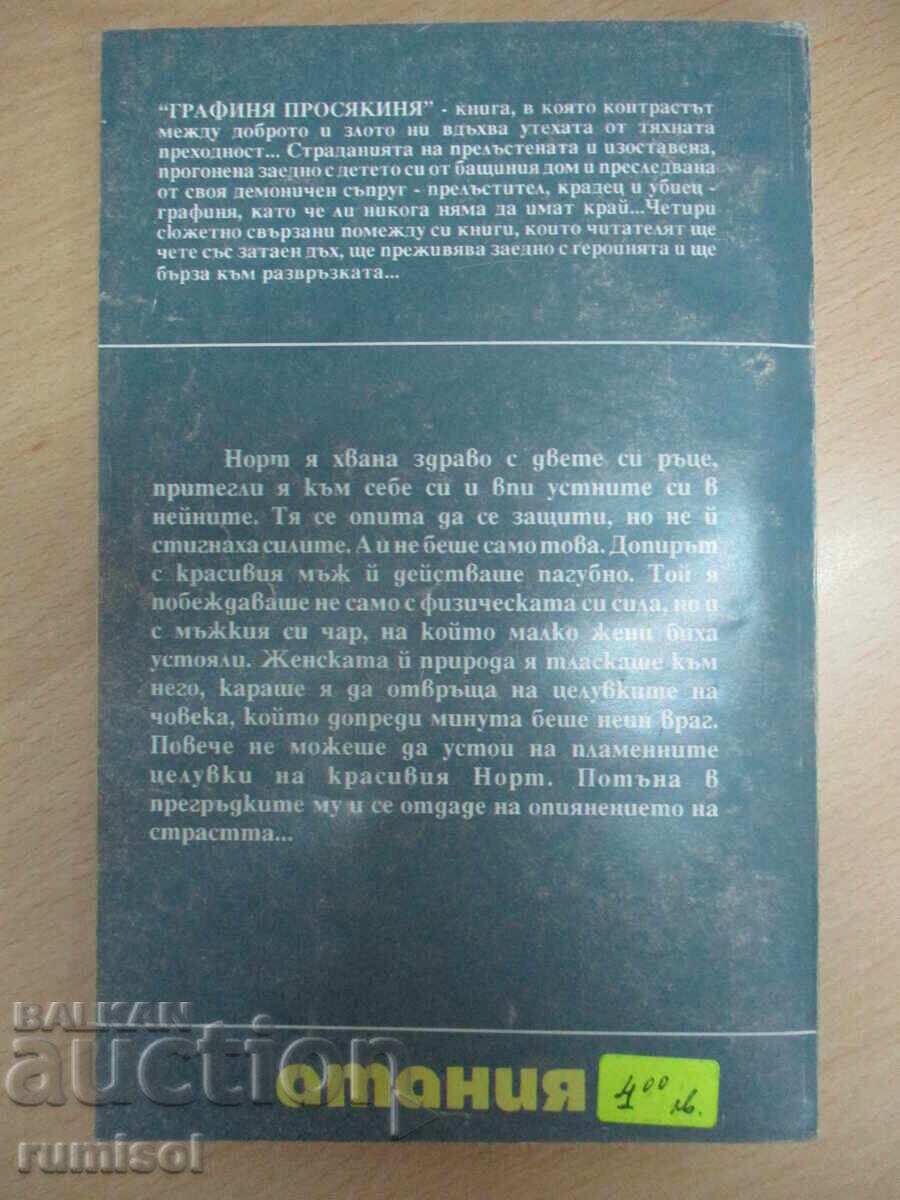 “ГРАФИНЯ ПРОСЯКИНЯ” - книга, в която контрастът
между доброто и злото ни вдъхва утехата от тяхната
преходност... Страданията на прелъстената и изоставена,
прогонена заедно с детето си от бащиния дом и преследвана
от своя демоничен съпруг - прелъстител, крадец и убиец -
графиня, като че ли никога няма да имат край...Четири
сюжетно свързани помежду си книги, които читателят ще
чете със затаен дъх, ще преживява заедно с героинята и ще
бърза към развръзката...
Норт я хвана здраво с двете си ръце,
притегли я към себе си и впи устните си в
нейните. Тя се опита да се защити, но не й
стигнаха силите. А и не беше само това. Допирът
с красивия мъж й действаше пагубно. Той я
побеждаваше не само с физическата си сила, но и
с мъжкия си чар, на който малко жени биха
устояли. Женската й природа я тласкаше към
него, караше я да отвръща на целувките на
човека, който допреди минута беше неин враг.
Повече не можеше да устои на пламенните
целувки на красивия Норт. Потъна в
прегръдките му и се отдаде на опиянението на
страстта...
BALKAN
auction
rumisol
атания
4 00
лв.